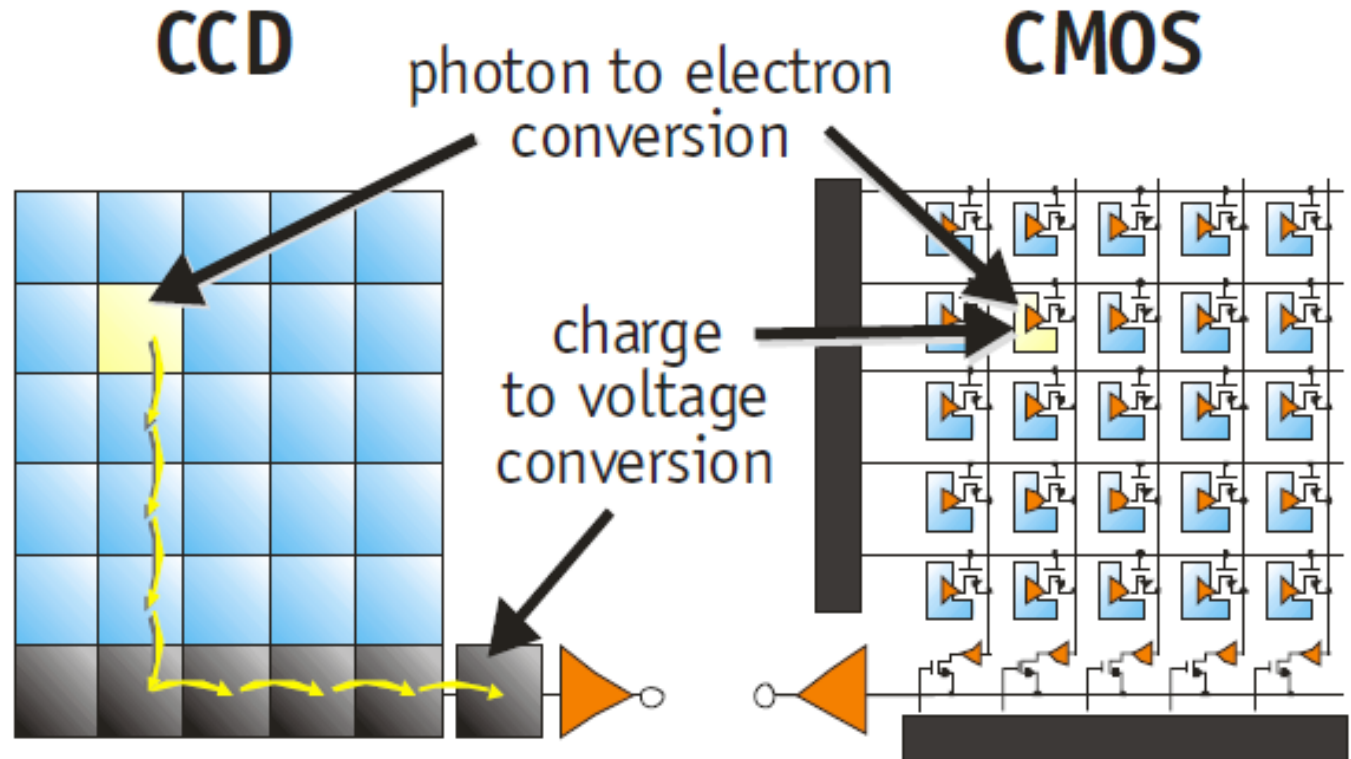 CCD
CMOS
photon to electron
conversion
charge
to voltage
conversion